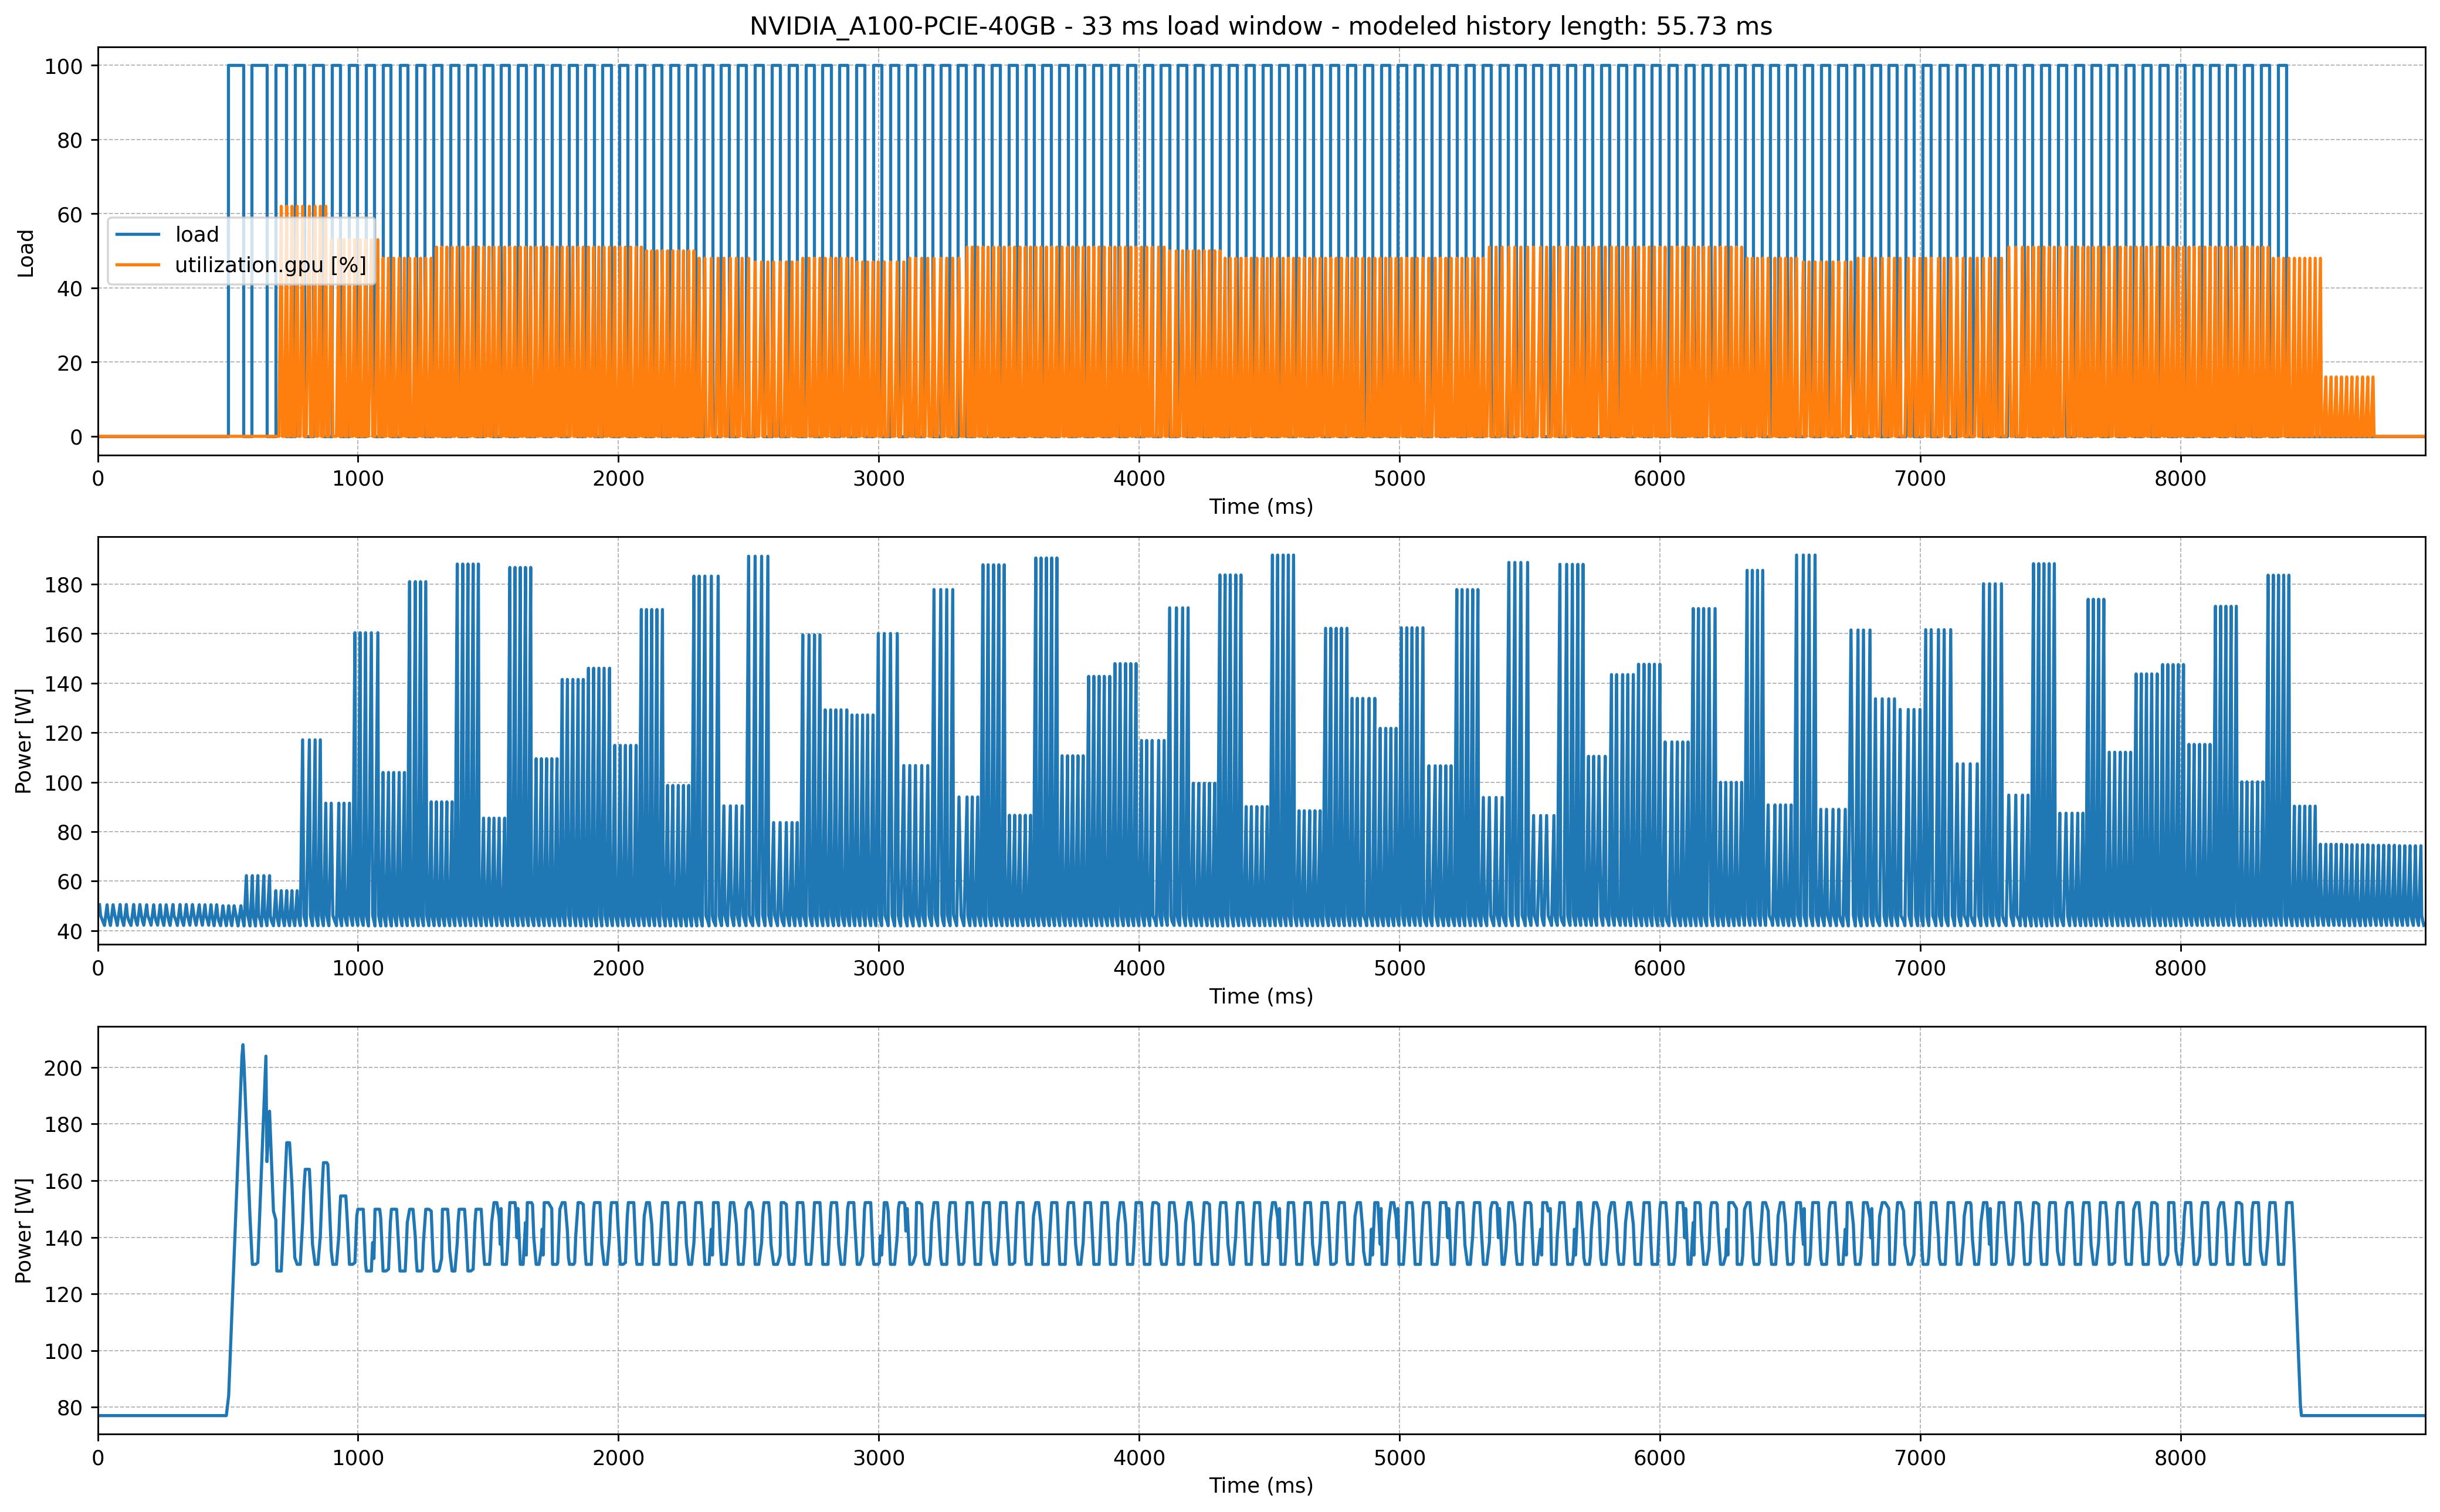 NVIDIA_A100-PCIE-40GB - 33 ms load window - modeled history length: 55.73 ms
100
80
60
40
20
0
Load
load
utilization.gpu [%]
0 1000 2000 3000 4000 5000 6000 7000 8000
Time (ms)
180
160
140
120
100
80
60
40
Power [W]
0 1000 2000 3000 4000 5000 6000 7000 8000
Time (ms)
200
180
160
140
120
100
80
Power [W]
0 1000 2000 3000 4000 5000 6000 7000 8000
Time (ms)